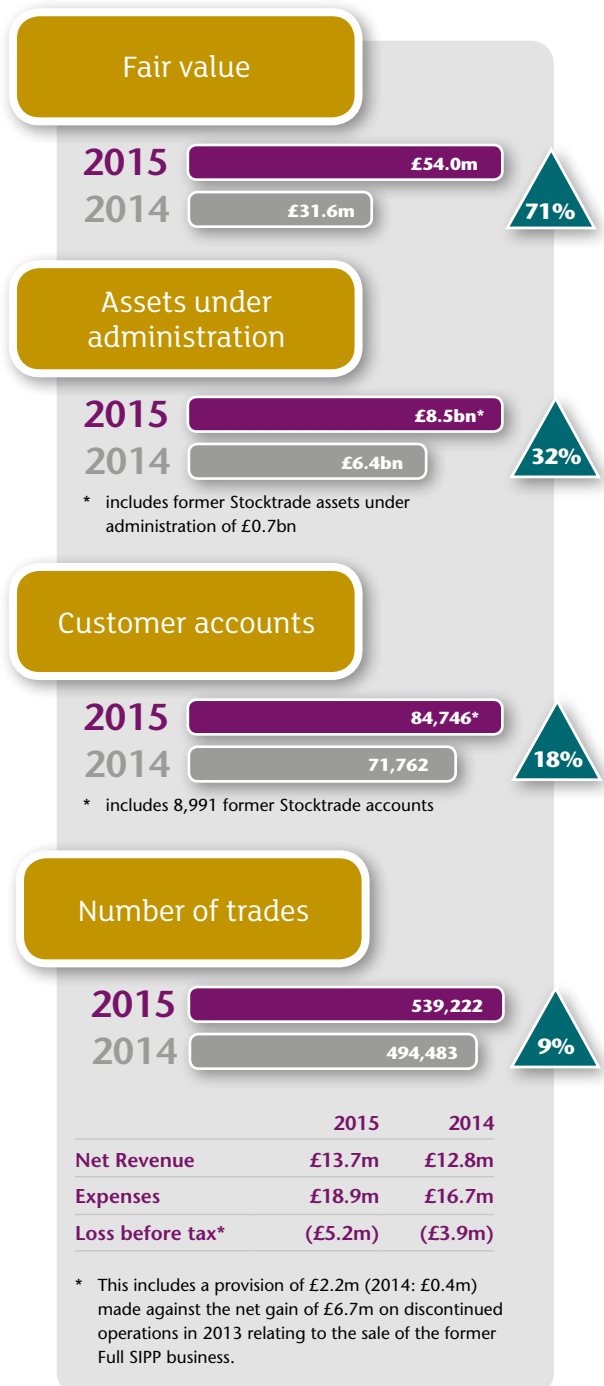 Fair value
2015 £54.0m
2014 £31.6m
71%
Assets under
administration
2015 £8.5bn*
2014 £6.4bn
32%
* includes former Stocktrade assets under
administration of £0.7bn
Customer accounts
2015 84,746*
2014 71,762
18%
* includes 8,991 former Stocktrade accounts
Number of trades
2015 539,222
2014 494,483
9%
2015 2014
Net Revenue £13.7m £12.8m
Expenses £18.9m £16.7m
Loss before tax* (£5.2m) (£3.9m)
* This includes a provision of £2.2m (2014: £0.4m)
made against the net gain of £6.7m on discontinued
operations in 2013 relating to the sale of the former
Full SIPP business.